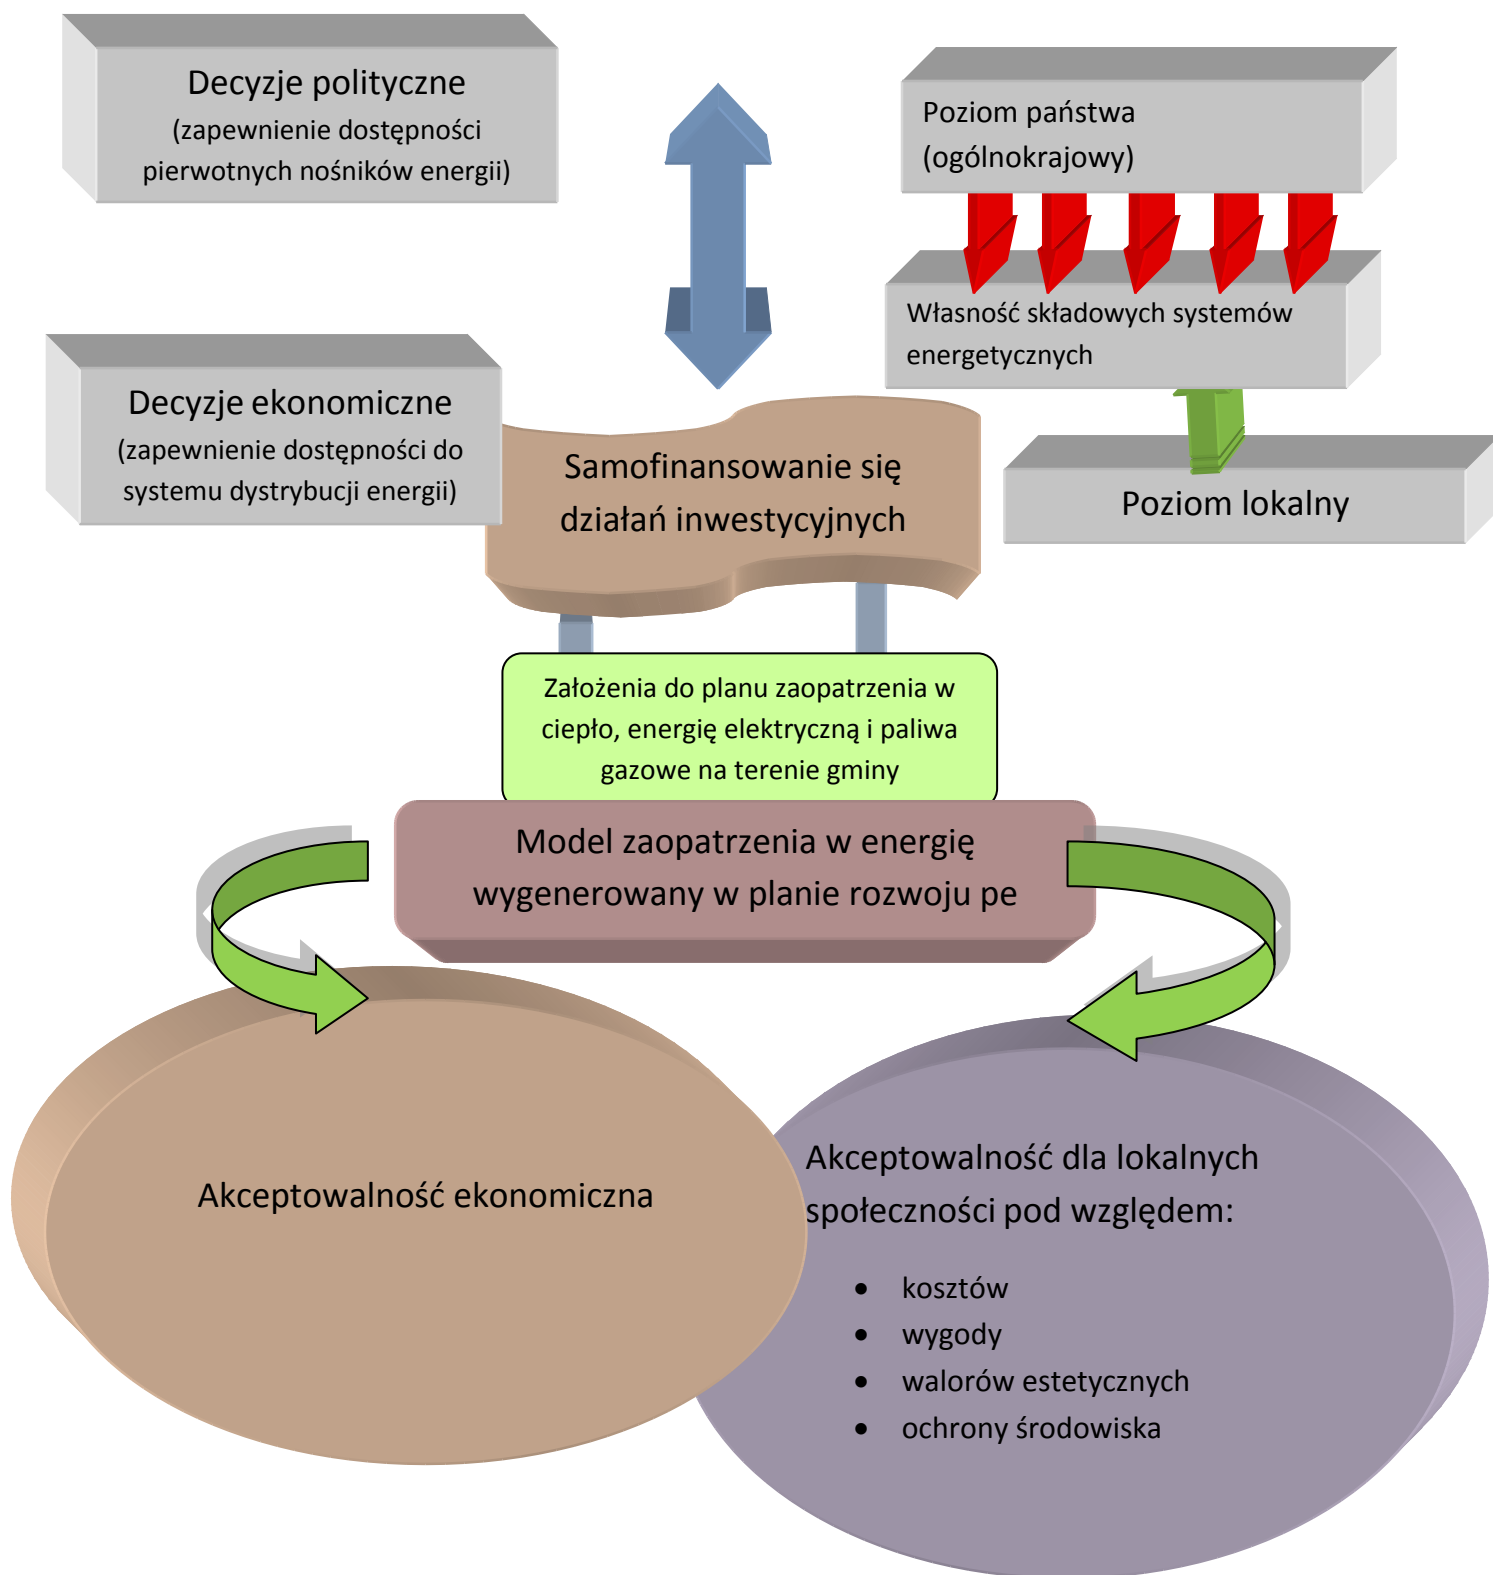 Decyzje polityczne
(zapewnienie dostępności
pierwotnych nośników energii)
Poziom państwa
(ogólnokrajowy)
Własność składowych systemów
energetycznych
Decyzje ekonomiczne
(zapewnienie dostępności do
systemu dystrybucji energii)
Samofinansowanie się
działań inwestycyjnych
Poziom lokalny
Założenia do planu zaopatrzenia w
ciepło, energię elektryczną i paliwa
gazowe na terenie gminy
Model zaopatrzenia w energię
wygenerowany w planie rozwoju pe
Akceptowalność ekonomiczna
Akceptowalność dla lokalnych
społeczności pod względem:
• kosztów
• wygody
• walorów estetycznych
• ochrony środowiska